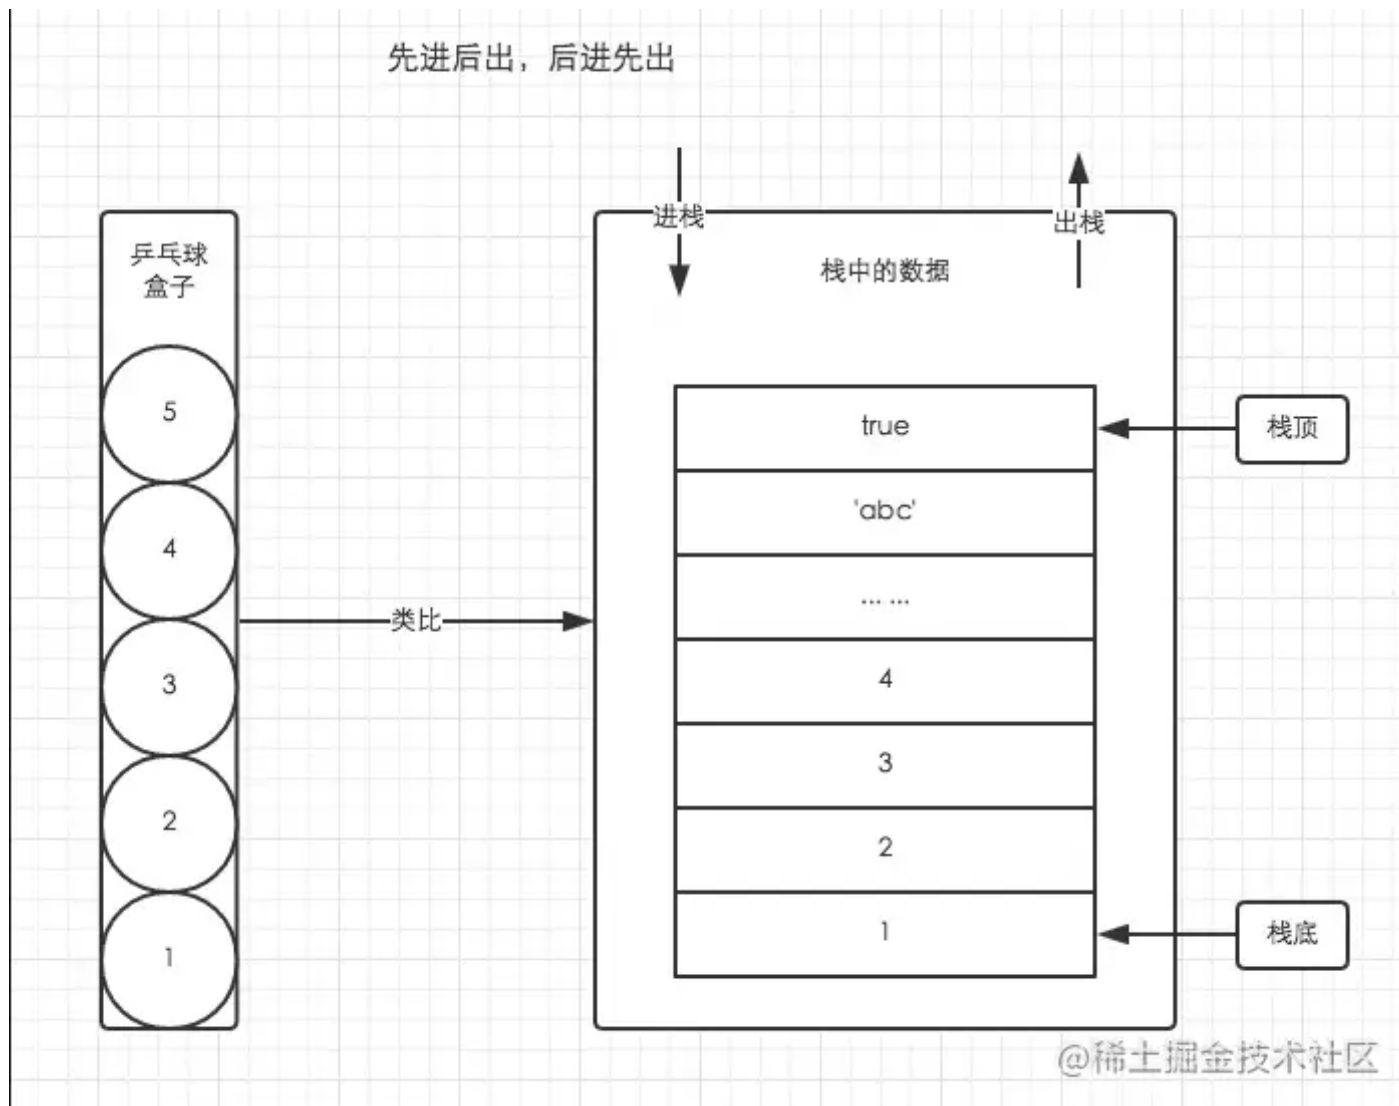 先进后出，后进先出
进栈
出栈
乒乓球
盒子
栈中的数据
5
4
3
2
1
类比
true
'abc'
... ...
4
3
2
1
栈顶
栈底
@稀土掘金技术社区